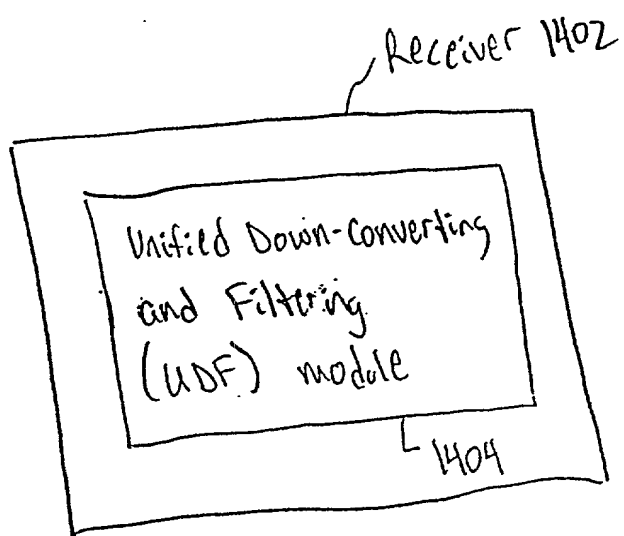 Receiver 1402
Unified Down-Converting
and Filtering
(UDF) module
1404